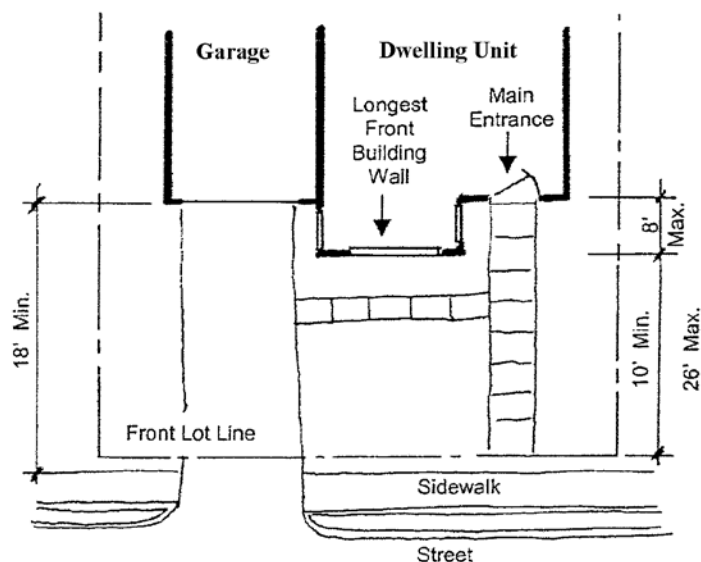 Garage
Dwelling Unit
Longest
Front
Building
Wall
Main
Entrance
8'
Max.
18' Min.
10' Min.
26' Max.
Front Lot Line
Sidewalk
Street